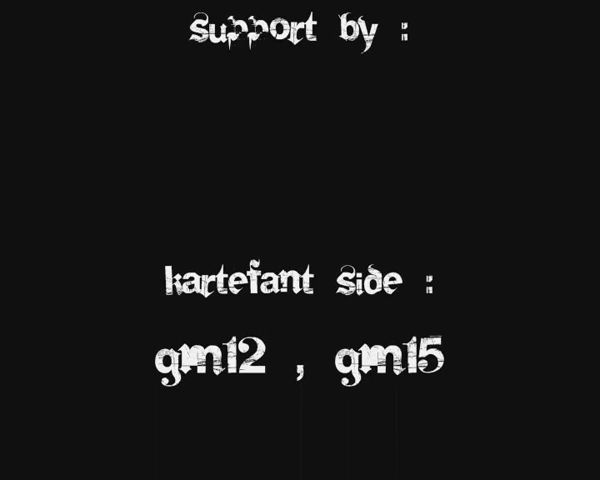 support by :
kartefant side :
gm12 , gm15